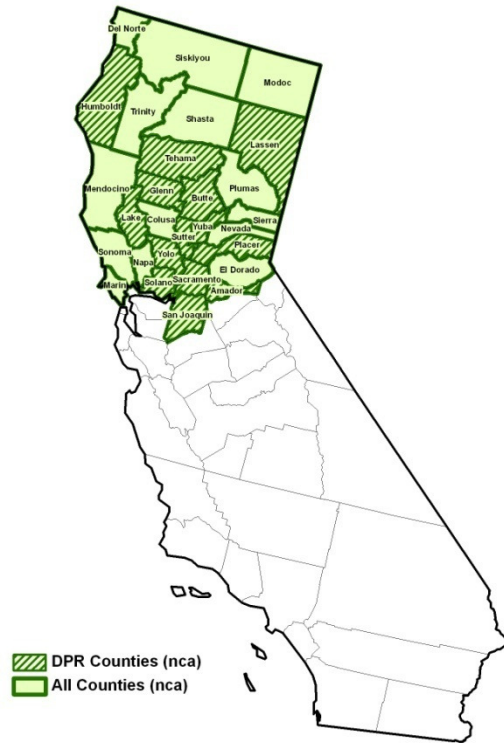 Del Norte
Siskiyou
Modoc
Humboldt
Trinity
Shasta
Lassen
Tehama
Mendocino
Glenn
Butte
Plumas
Lake
Colusa
Yuba
Sierra
Nevada
Sutter
Placer
Sonoma
Napa
Yolo
El Dorado
Marin
Solano
Sacramento
Amador
San Joaquin
DPR Counties (nca)
All Counties (nca)